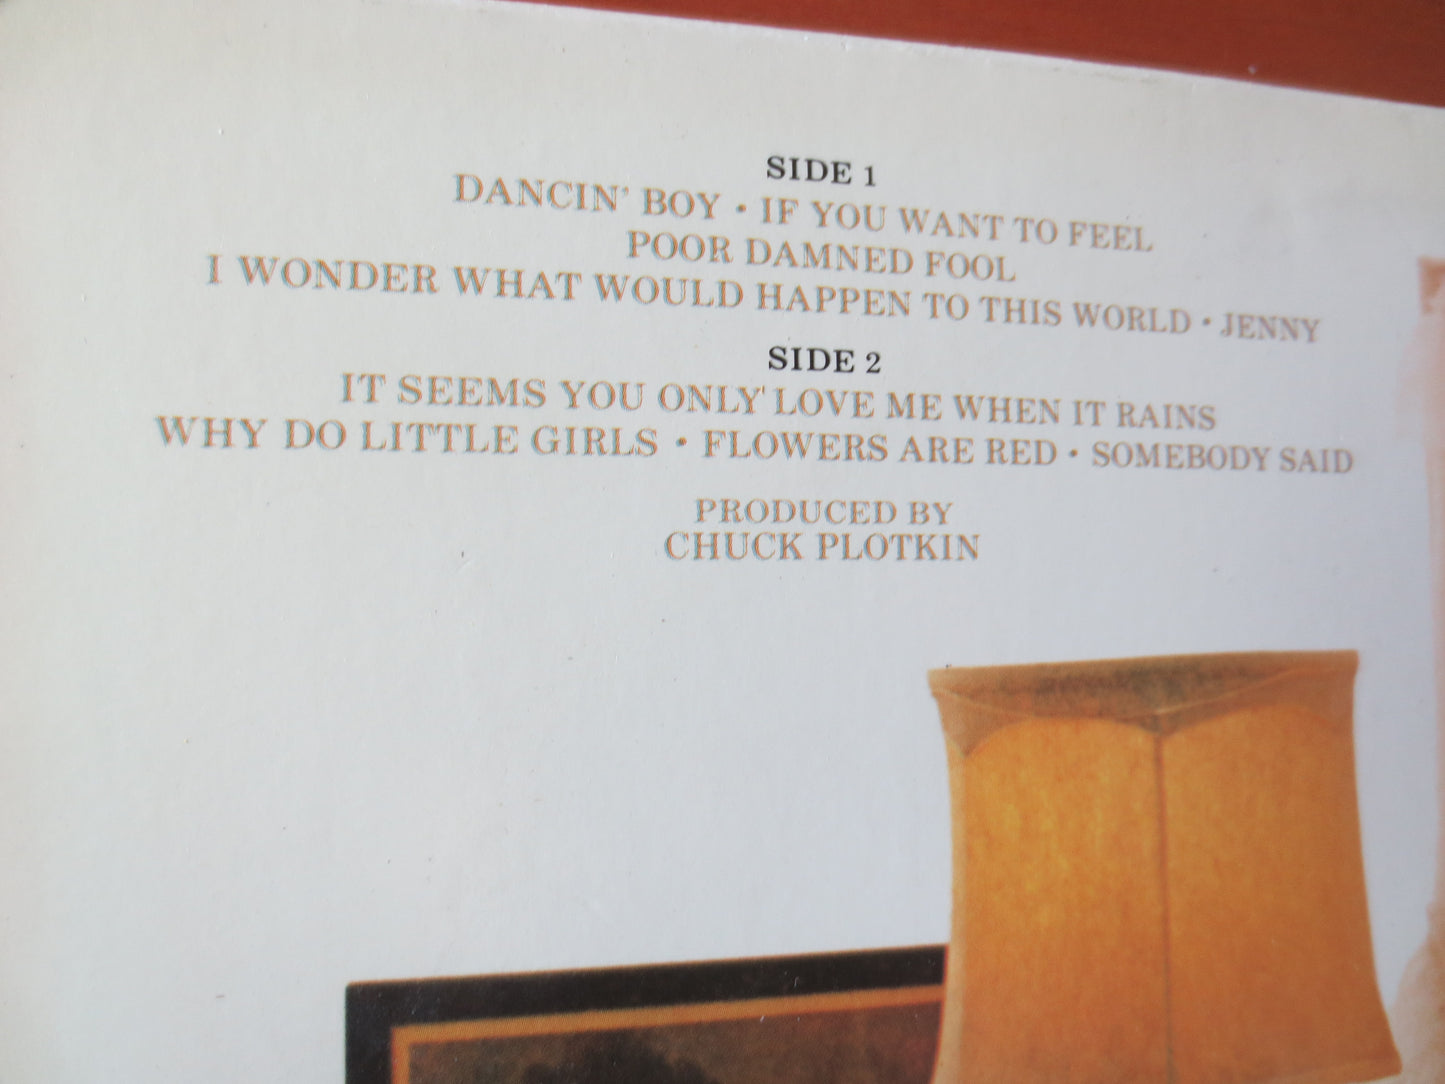 SIDE 1
DANCIN' BOY • IF YOU WANT TO FEEL
POOR DAMNED FOOL
I WONDER WHAT WOULD HAPPEN TO THIS WORLD • JENNY
SIDE 2
IT SEEMS YOU ONLY LOVE ME WHEN IT RAINS
WHY DO LITTLE GIRLS • FLOWERS ARE RED • SOMEBODY SAID
PRODUCED BY
CHUCK PLOTKIN